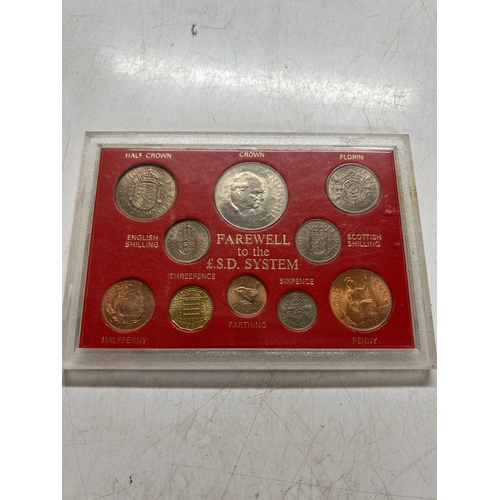 HALF CROWN
CROWN
FLORIN
ENGLISH
SHILLING
FAREWELL
to the
£.S.D. SYSTEM
SCOTTISH
SHILLING
THREEPENCE
SIXPENCE
HALFPENNY
FARTHING
PENNY